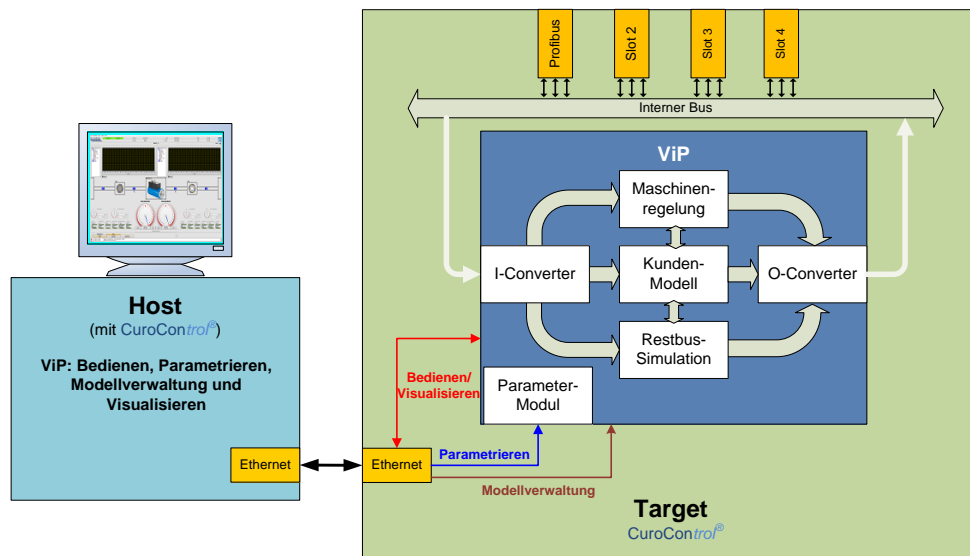 Profibus
Slot 2
Slot 3
Slot 4
Interner Bus
ViP
Maschinen-
regelung
I-Converter
Kunden-
Modell
O-Converter
Restbus-
Simulation
Parameter-
Modul
Host
(mit CuroControl®)
ViP: Bedienen, Parametrieren,
Modellverwaltung und
Visualisieren
Bedienen/
Visualisieren
Ethernet
Ethernet
Parametrieren
Modellverwaltung
Target
CuroControl®